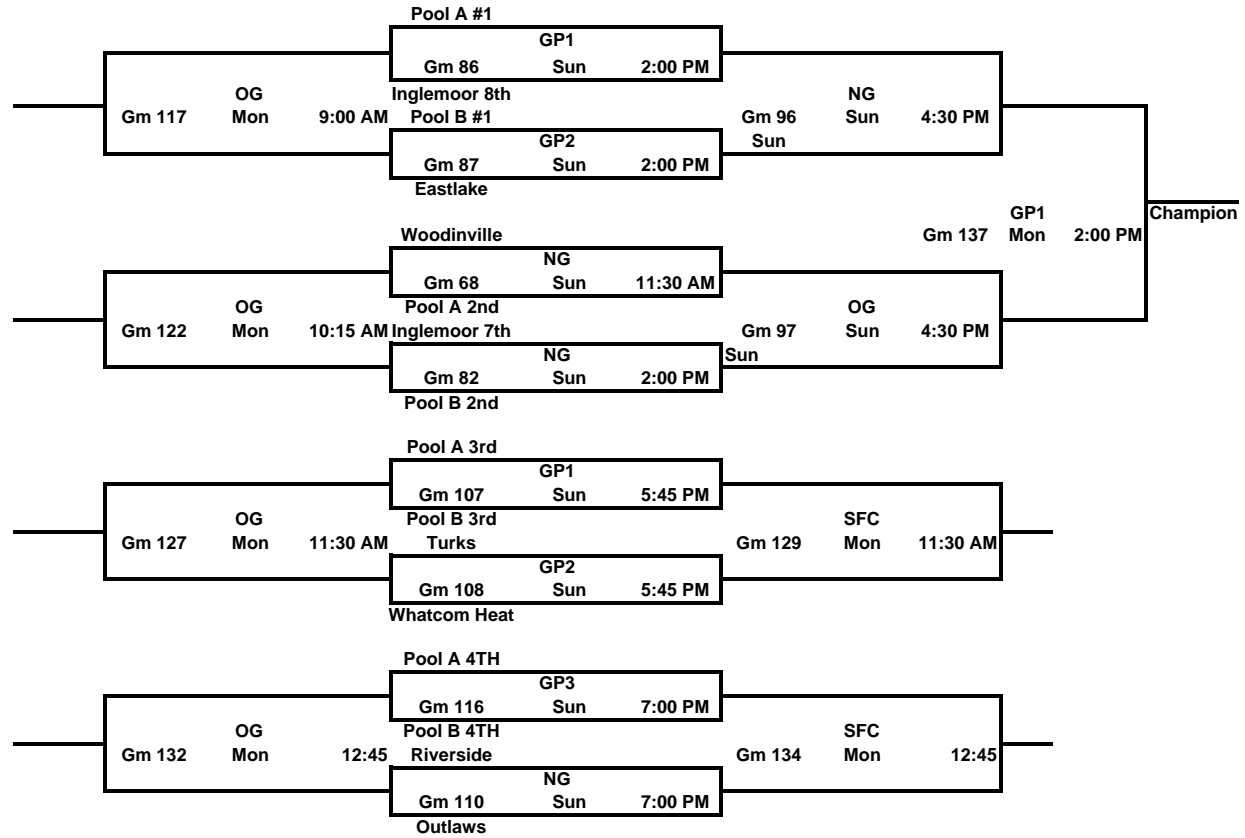 Pool A #1
GP1
Gm 86 Sun 2:00 PM
OG Inglemoor 8th NG
Gm 117 Mon 9:00 AM Pool B #1 Gm 96 Sun 4:30 PM
GP2 Sun
Gm 87 Sun 2:00 PM
Eastlake
GP1 Champion
Woodinville Gm 137 Mon 2:00 PM
NG
Gm 68 Sun 11:30 AM
OG Pool A 2nd OG
Gm 122 Mon 10:15 AM Inglemoor 7th Gm 97 Sun 4:30 PM
NG Sun
Gm 82 Sun 2:00 PM
Pool B 2nd
Pool A 3rd
GP1
Gm 107 Sun 5:45 PM
OG Pool B 3rd SFC
Gm 127 Mon 11:30 AM Turks Gm 129 Mon 11:30 AM
GP2
Gm 108 Sun 5:45 PM
Whatcom Heat
Pool A 4TH
GP3
Gm 116 Sun 7:00 PM
OG Pool B 4TH SFC
Gm 132 Mon 12:45 Riverside Gm 134 Mon 12:45
NG
Gm 110 Sun 7:00 PM
Outlaws